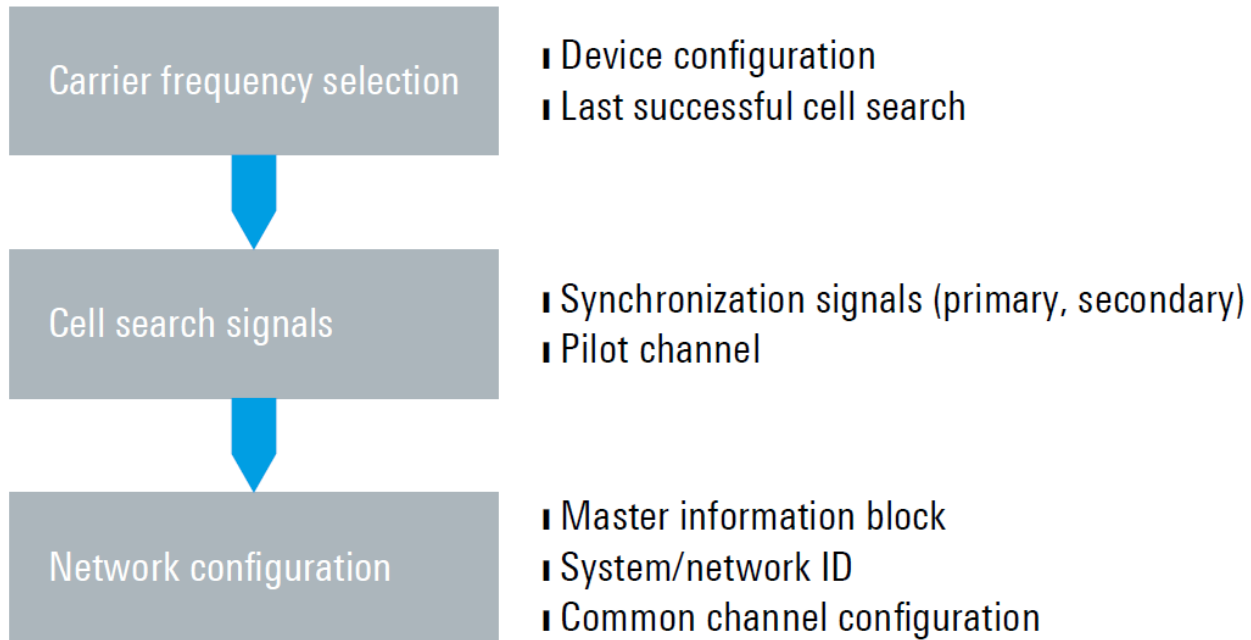 Carrier frequency selection
Device configuration
Last successful cell search
Cell search signals
Synchronization signals (primary, secondary)
Pilot channel
Network configuration
Master information block
System/network ID
Common channel configuration